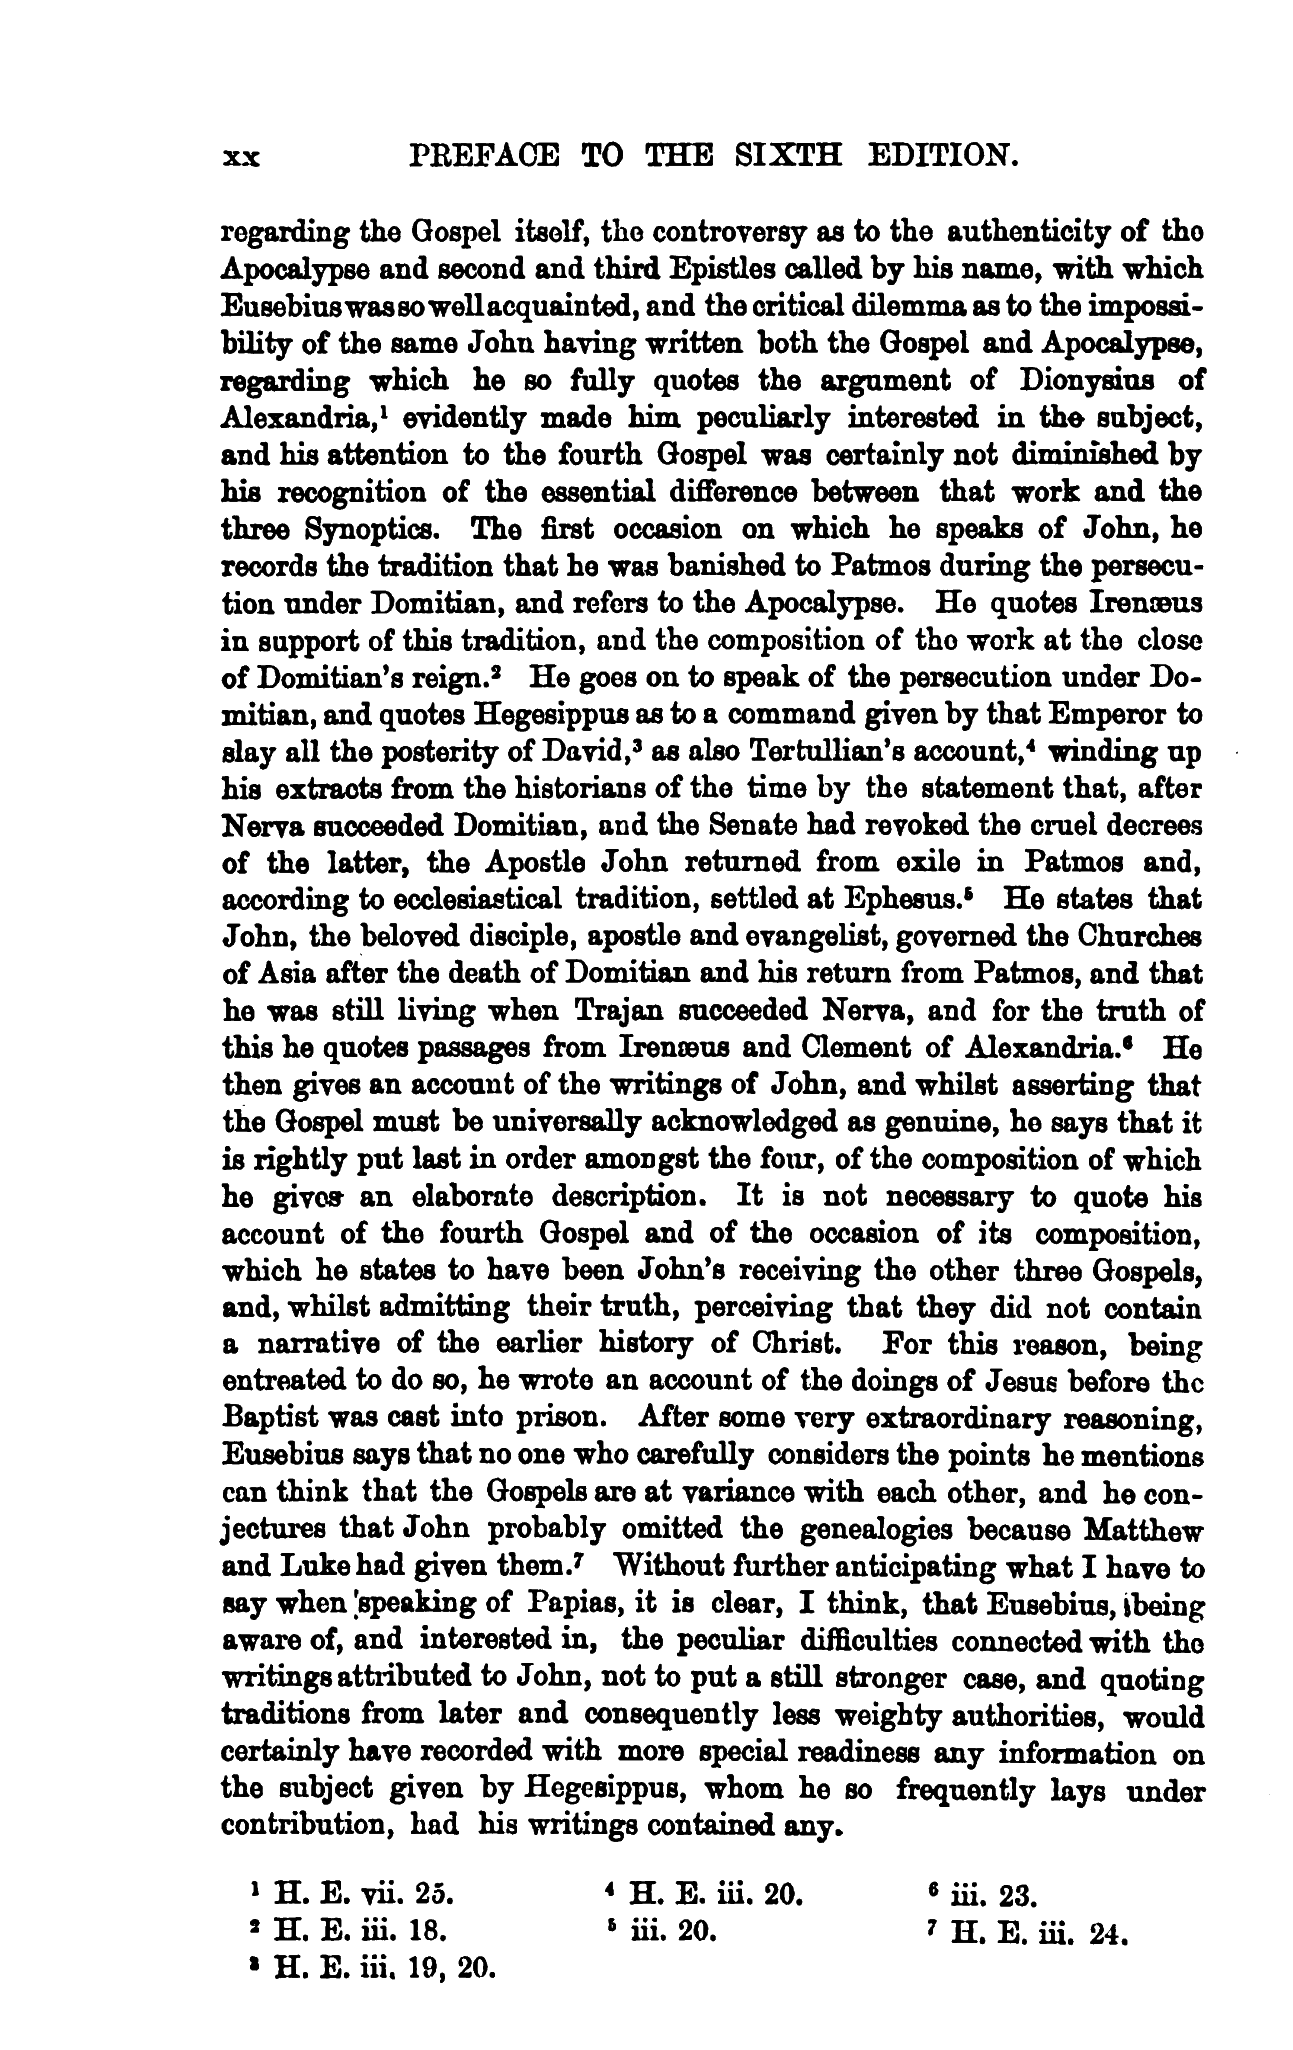 xx PREFACE TO THE SIXTH EDITION.
regarding the Gospel itself, the controversy as to the authenticity of the
Apocalypse and second and third Epistles called by his name, with which
Eusebius was so well acquainted, and the critical dilemma as to the impossi-
bility of the same John having written both the Gospel and Apocalypse,
regarding which he so fully quotes the argument of Dionysius of
Alexandria,¹ evidently made him peculiarly interested in the subject,
and his attention to the fourth Gospel was certainly not diminished by
his recognition of the essential difference between that work and the
three Synoptics. The first occasion on which he speaks of John, he
records the tradition that he was banished to Patmos during the persecu-
tion under Domitian, and refers to the Apocalypse. He quotes Irenæus
in support of this tradition, and the composition of the work at the close
of Domitian's reign.² He goes on to speak of the persecution under Do-
mitian, and quotes Hegesippus as to a command given by that Emperor to
slay all the posterity of David,³ as also Tertullian's account,⁴ winding up
his extracts from the historians of the time by the statement that, after
Nerva succeeded Domitian, and the Senate had revoked the cruel decrees
of the latter, the Apostle John returned from exile in Patmos and,
according to ecclesiastical tradition, settled at Ephesus.⁵ He states that
John, the beloved disciple, apostle and evangelist, governed the Churches
of Asia after the death of Domitian and his return from Patmos, and that
he was still living when Trajan succeeded Nerva, and for the truth of
this he quotes passages from Irenæus and Clement of Alexandria.⁶ He
then gives an account of the writings of John, and whilst asserting that
the Gospel must be universally acknowledged as genuine, he says that it
is rightly put last in order amongst the four, of the composition of which
he gives an elaborate description. It is not necessary to quote his
account of the fourth Gospel and of the occasion of its composition,
which he states to have been John's receiving the other three Gospels,
and, whilst admitting their truth, perceiving that they did not contain
a narrative of the earlier history of Christ. For this reason, being
entreated to do so, he wrote an account of the doings of Jesus before the
Baptist was cast into prison. After some very extraordinary reasoning,
Eusebius says that no one who carefully considers the points he mentions
can think that the Gospels are at variance with each other, and he con-
jectures that John probably omitted the genealogies because Matthew
and Luke had given them.⁷ Without further anticipating what I have to
say when speaking of Papias, it is clear, I think, that Eusebius, being
aware of, and interested in, the peculiar difficulties connected with the
writings attributed to John, not to put a still stronger case, and quoting
traditions from later and consequently less weighty authorities, would
certainly have recorded with more special readiness any information on
the subject given by Hegesippus, whom he so frequently lays under
contribution, had his writings contained any.
¹ H. E. vii. 25.
² H. E. iii. 18.
³ H. E. iii. 19, 20.
⁴ H. E. iii. 20.
⁵ iii. 20.
⁶ iii. 23.
⁷ H. E. iii. 24.